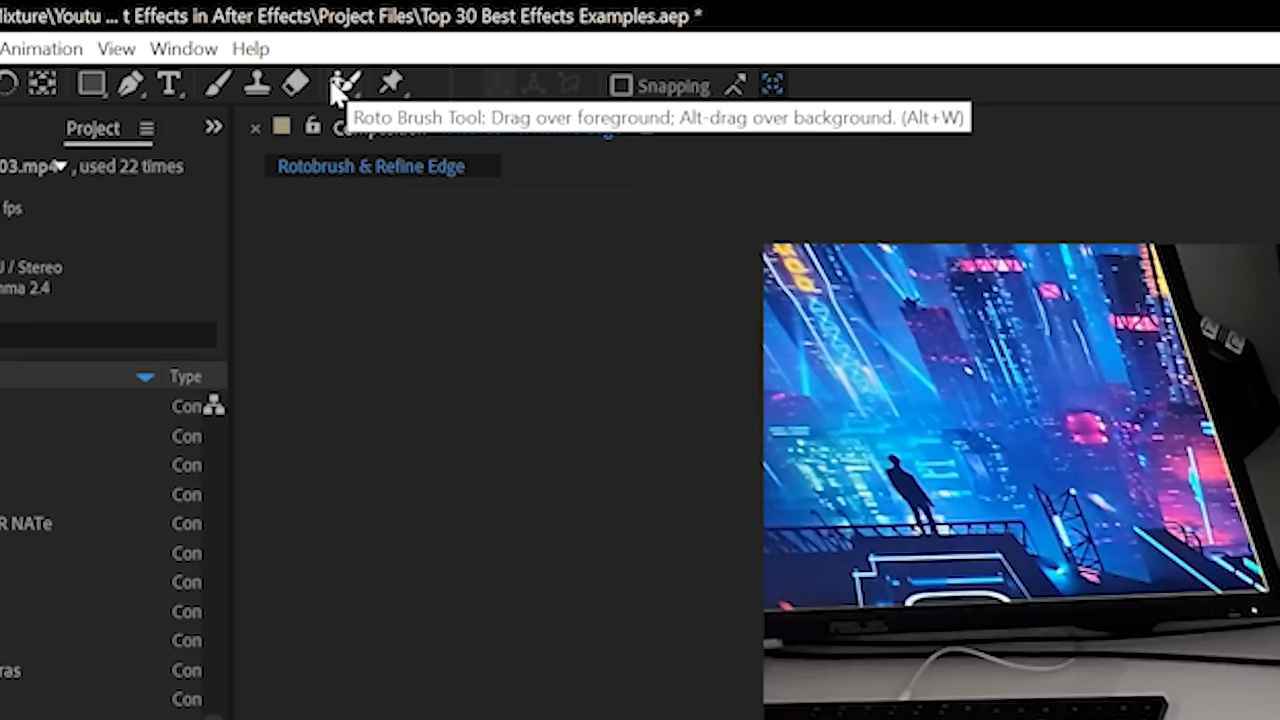 lixture\Youtu ... t Effects in After Effects\Project Files\Top 30 Best Effects Examples.aep *
Animation View Window Help
Snapping
Roto Brush Tool: Drag over foreground; Alt-drag over background. (Alt+W)
Project
03.mp4 , used 22 times
Rotobrush & Refine Edge
fps
/ Stereo
mma 2.4
Type
Con
Con
Con
Con
R NATe Con
Con
Con
Con
Con
ras Con
Con
ASUS